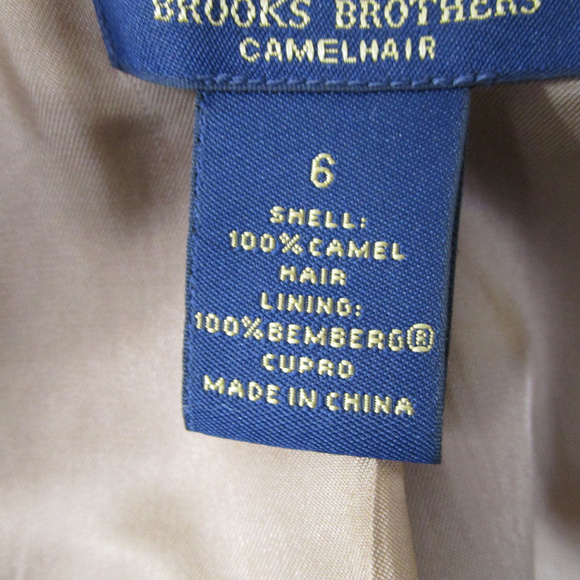 BROOKS BROTHERS
CAMELHAIR
6
SHELL:
100%CAMEL
HAIR
LINING:
100%BEMBERG®
CUPRO
MADE IN CHINA